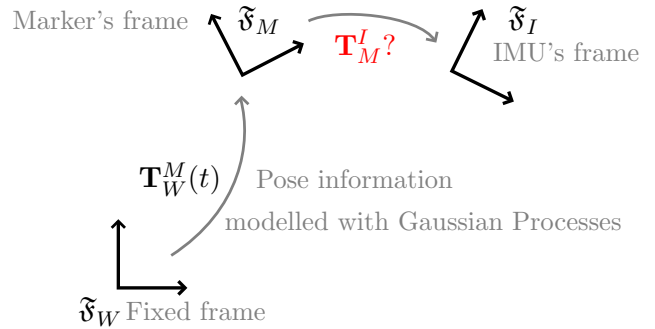 Marker's frame
𝔉_M
T_M^I?
𝔉_I
IMU's frame
T_W^M(t)
Pose information
modelled with Gaussian Processes
𝔉_W Fixed frame